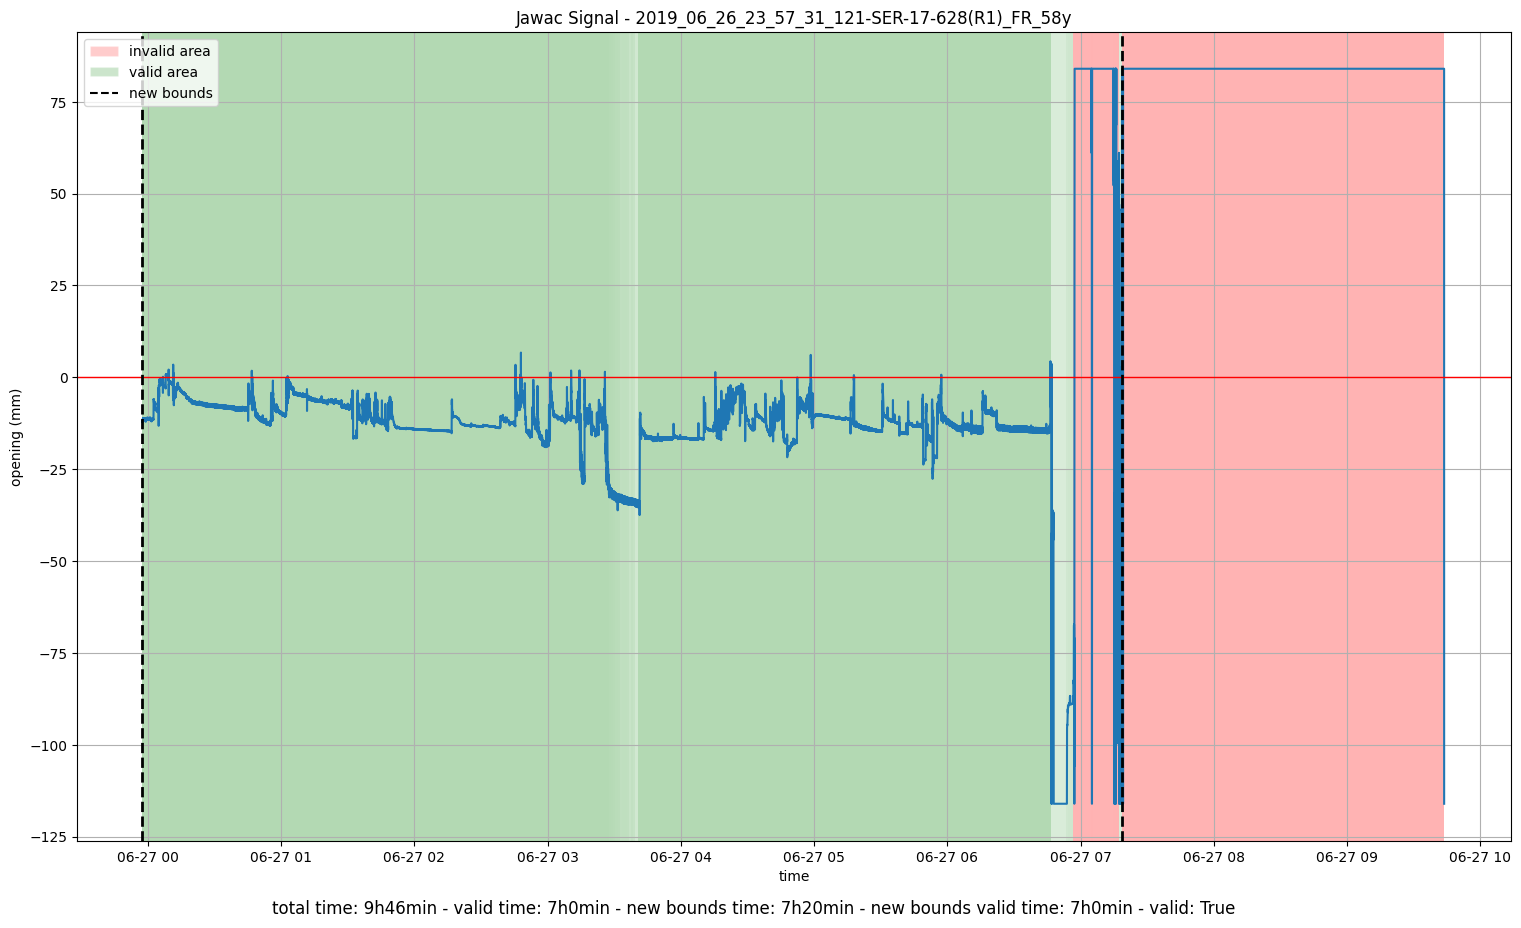 Jawac Signal - 2019_06_26_23_57_31_121-SER-17-628(R1)_FR_58y
invalid area
valid area
new bounds
opening (mm)
75
50
25
0
−25
−50
−75
−100
−125
06-27 00
06-27 01
06-27 02
06-27 03
06-27 04
06-27 05
06-27 06
06-27 07
06-27 08
06-27 09
06-27 10
time
total time: 9h46min - valid time: 7h0min - new bounds time: 7h20min - new bounds valid time: 7h0min - valid: True